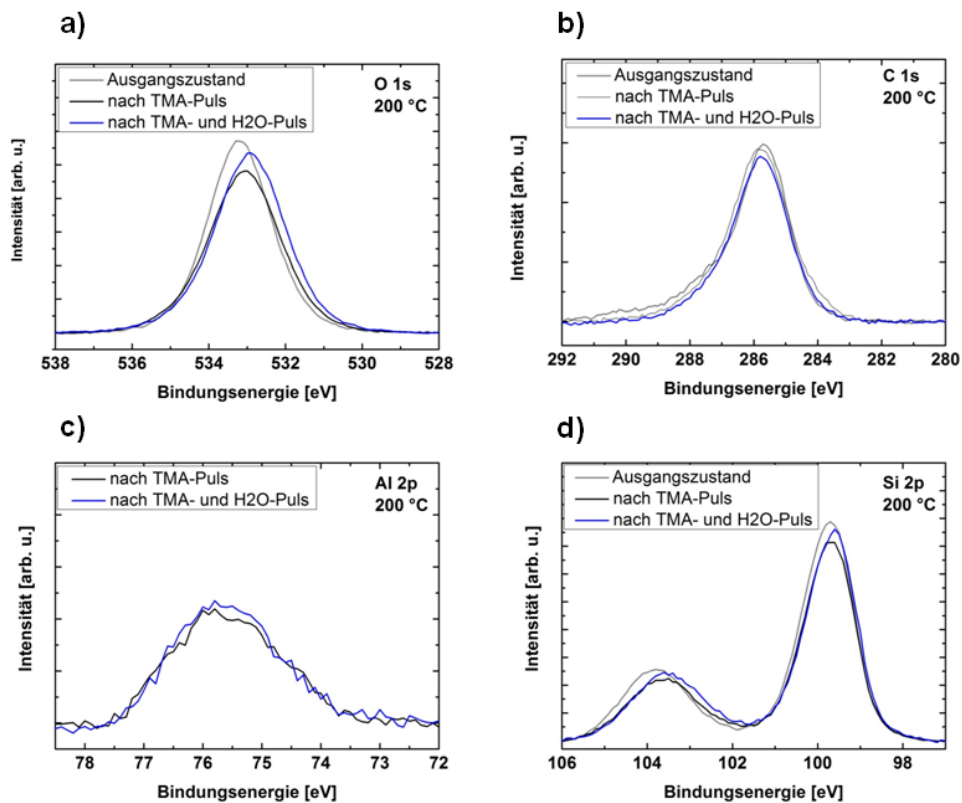 a)
Ausgangszustand
nach TMA-Puls
nach TMA- und H2O-Puls
O 1s
200 °C
Intensität [arb. u.]
538 536 534 532 530 528
Bindungsenergie [eV]
b)
Ausgangszustand
nach TMA-Puls
nach TMA- und H2O-Puls
C 1s
200 °C
Intensität [arb. u.]
292 290 288 286 284 282 280
Bindungsenergie [eV]
c)
nach TMA-Puls
nach TMA- und H2O-Puls
Al 2p
200 °C
Intensität [arb. u.]
78 77 76 75 74 73 72
Bindungsenergie [eV]
d)
Ausgangszustand
nach TMA-Puls
nach TMA- und H2O-Puls
Si 2p
200 °C
Intensität [arb. u.]
106 104 102 100 98
Bindungsenergie [eV]